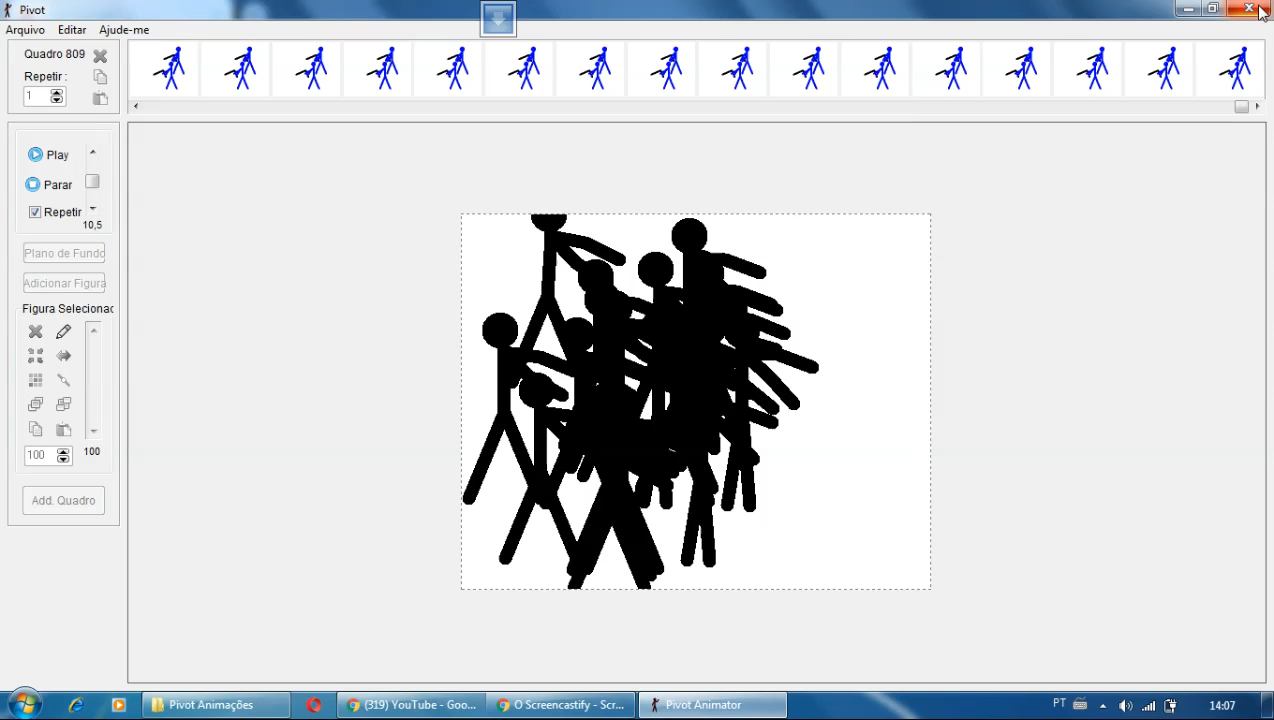 Pivot
Arquivo Editar Ajude-me
Quadro 809
Repetir :
1
Play
Parar
Repetir
10,5
Plano de Fundo
Adicionar Figura
Figura Selecionac
100 100
Add. Quadro
Pivot Animações (319) YouTube - Goo... O Screencastify - Scr... Pivot Animator PT 14:07